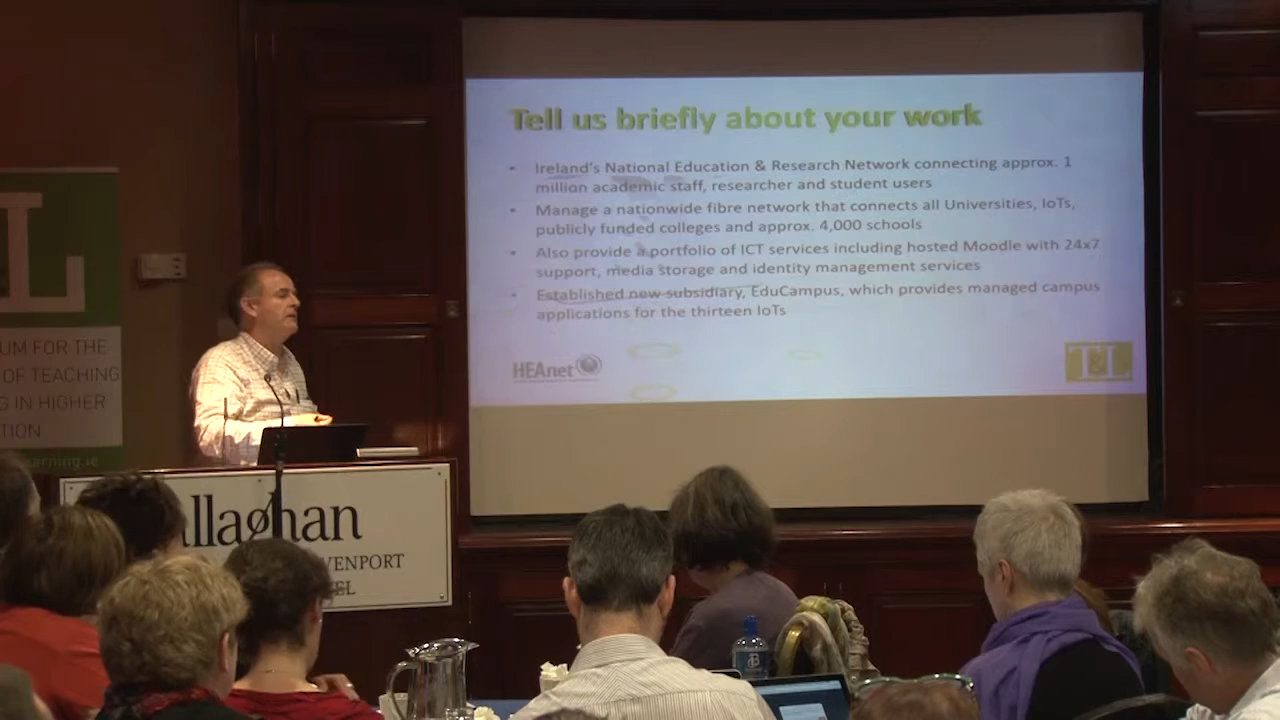 Tell us briefly about your work
• Ireland's National Education & Research Network connecting approx. 1
million academic staff, researcher and student users
• Manage a nationwide fibre network that connects all Universities, IoTs,
publicly funded colleges and approx. 4,000 schools
• Also provide a portfolio of ICT services including hosted Moodle with 24x7
support, media storage and identity management services
• Established new subsidiary, EduCampus, which provides managed campus
applications for the thirteen IoTs
HEAnet
T&L
L
UM FOR THE
OF TEACHING
G IN HIGHER
TION
earning.ie
allaghan
VENPORT
EL